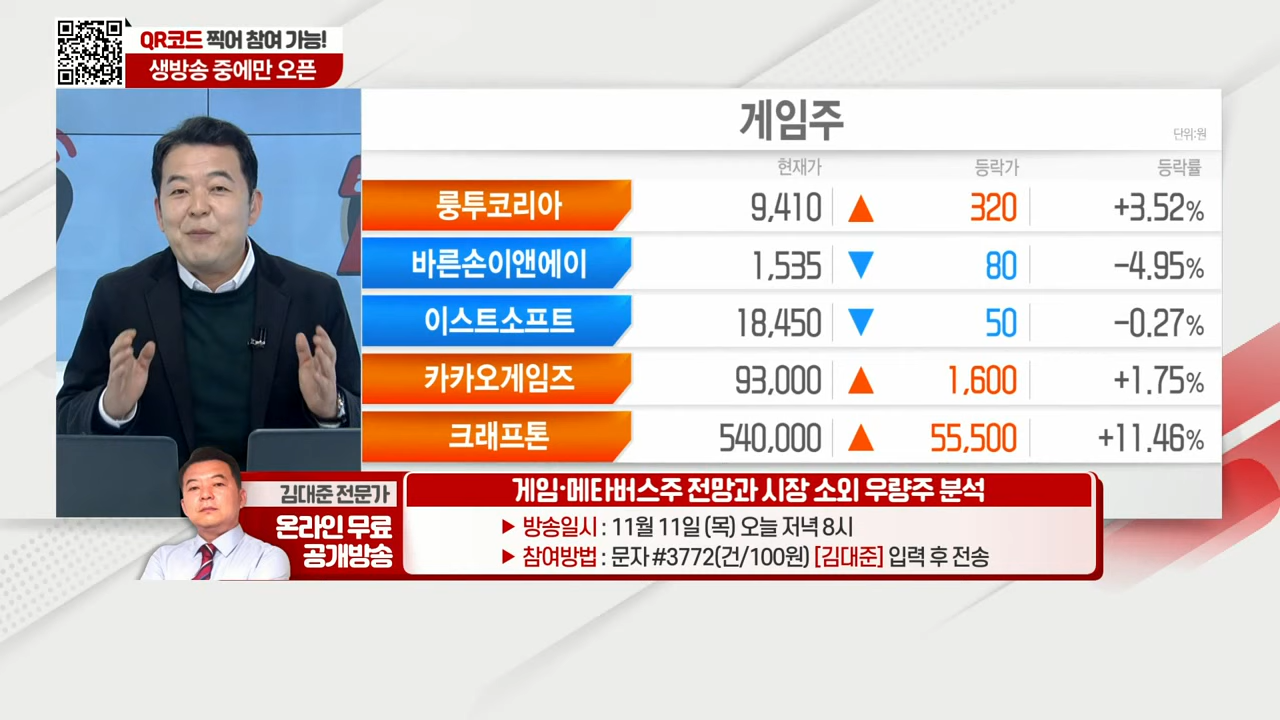 QR코드 찍어 참여 가능!
생방송 중에만 오픈
게임주
단위:원
현재가 등락가 등락률
룽투코리아 9,410 ▲ 320 +3.52%
바른손이앤에이 1,535 ▼ 80 -4.95%
이스트소프트 18,450 ▼ 50 -0.27%
카카오게임즈 93,000 ▲ 1,600 +1.75%
크래프톤 540,000 ▲ 55,500 +11.46%
김대준 전문가
온라인 무료
공개방송
게임·메타버스주 전망과 시장 소외 우량주 분석
▶ 방송일시 : 11월 11일 (목) 오늘 저녁 8시
▶ 참여방법 : 문자 #3772(건/100원) [김대준] 입력 후 전송